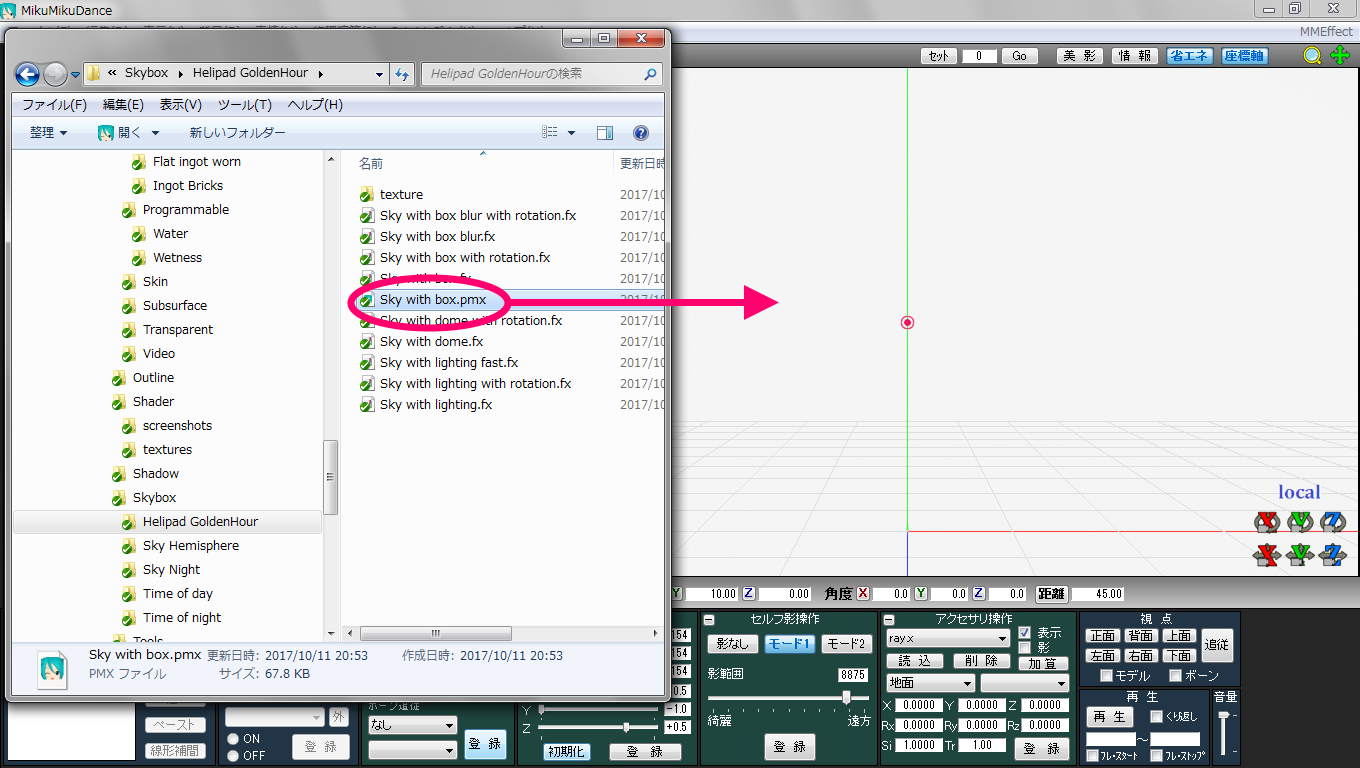 MikuMikuDance
MMEffect
« Skybox › Helipad GoldenHour ›
Helipad GoldenHourの検索
セット 0 Go 美 影 情 報 省エネ 座標軸
ファイル(F) 編集(E) 表示(V) ツール(T) ヘルプ(H)
整理 開く 新しいフォルダー
Flat ingot worn
Ingot Bricks
Programmable
Water
Wetness
Skin
Subsurface
Transparent
Video
Outline
Shader
screenshots
textures
Shadow
Skybox
Helipad GoldenHour
Sky Hemisphere
Sky Night
Time of day
Time of night
Tools
名前 更新日時
texture 2017/10
Sky with box blur with rotation.fx 2017/10
Sky with box blur.fx 2017/10
Sky with box with rotation.fx 2017/10
Sky with box.fx 2017/10
Sky with box.pmx 2017/10
Sky with dome with rotation.fx 2017/10
Sky with dome.fx 2017/10
Sky with lighting fast.fx 2017/10
Sky with lighting with rotation.fx 2017/10
Sky with lighting.fx 2017/10
Sky with box.pmx 更新日時: 2017/10/11 20:53 作成日時: 2017/10/11 20:53
PMX ファイル サイズ: 67.8 KB
local
X Y Z
X Y Z
Y 10.00 Z 0.00 角度 X 0.0 Y 0.0 Z 0.0 距離 45.00
ペースト
線形補間
外
ON
OFF
登 録
ボーン追従
なし
登 録
154
154
154
0.5
Y -1.0
Z +0.5
初期化 登 録
セルフ影操作
影なし モード1 モード2
影範囲 8875
綺麗 遠方
登 録
アクセサリ操作
ray.x 表示
影
読 込 削 除 加 算
地面
X 0.0000 Y 0.0000 Z 0.0000
Rx 0.0000 Ry 0.0000 Rz 0.0000
Si 1.0000 Tr 1.00 登 録
視 点
正面 背面 上面 追従
左面 右面 下面
モデル ボーン
再 生
再 生 くり返し
～
フレ・スタート フレ・ストップ
音量